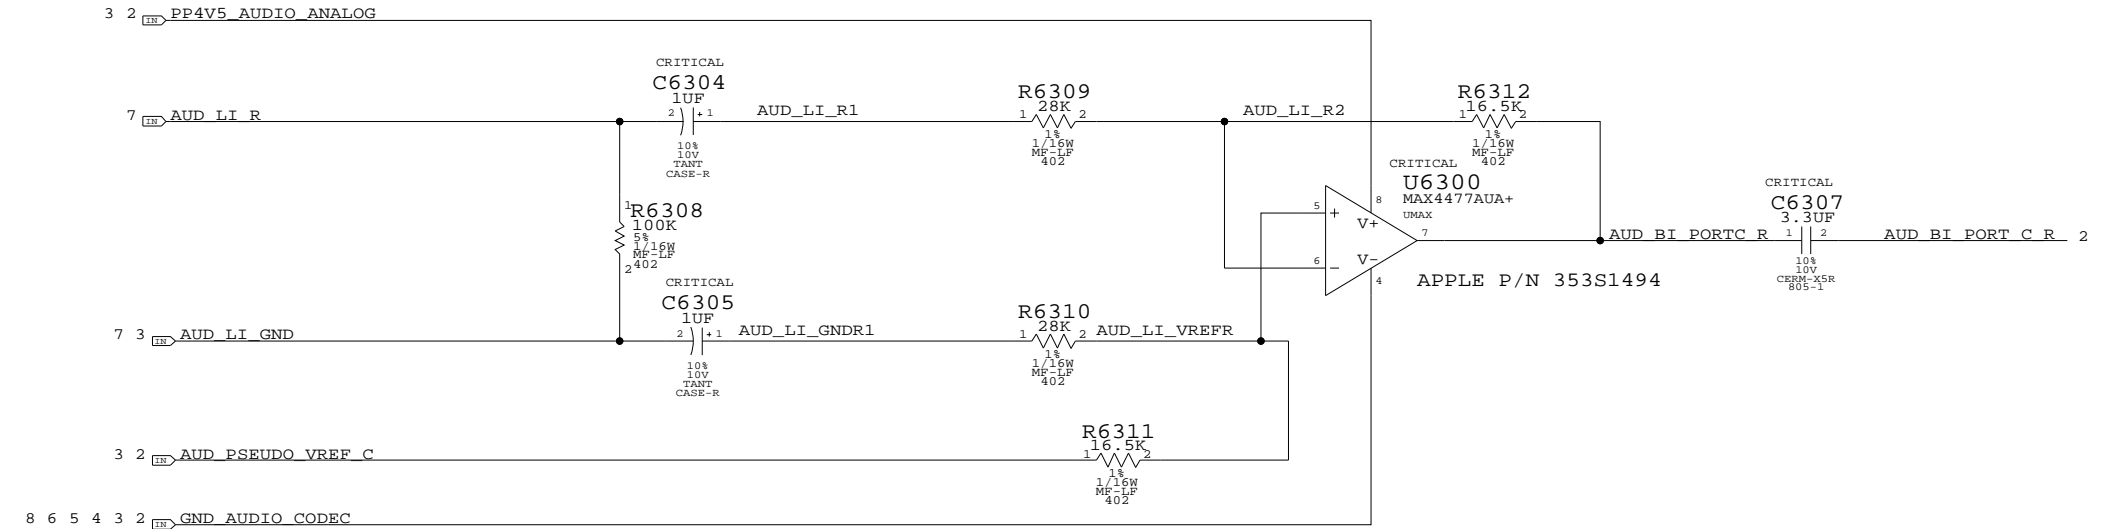 3 2 IN PP4V5_AUDIO_ANALOG
CRITICAL
C6304
1UF
2 + 1
10%
10V
TANT
CASE-R
7 IN AUD_LI_R
AUD_LI_R1
R6309
28K
1 2
1%
1/16W
MF-LF
402
AUD_LI_R2
R6312
16.5K
1 2
1%
1/16W
MF-LF
402
1
R6308
100K
5%
1/16W
MF-LF
402
2
CRITICAL
U6300
MAX4477AUA+
UMAX
8
5 +
V+
7
6 −
V-
4
APPLE P/N 353S1494
AUD_BI_PORTC_R
CRITICAL
C6307
3.3UF
1 2
10%
10V
CERM-X5R
805-1
AUD_BI_PORT_C_R 2
CRITICAL
C6305
1UF
2 + 1
10%
10V
TANT
CASE-R
7 3 IN AUD_LI_GND
AUD_LI_GNDR1
R6310
28K
1 2
1%
1/16W
MF-LF
402
AUD_LI_VREFR
3 2 IN AUD_PSEUDO_VREF_C
R6311
16.5K
1 2
1%
1/16W
MF-LF
402
8 6 5 4 3 2 IN GND_AUDIO_CODEC